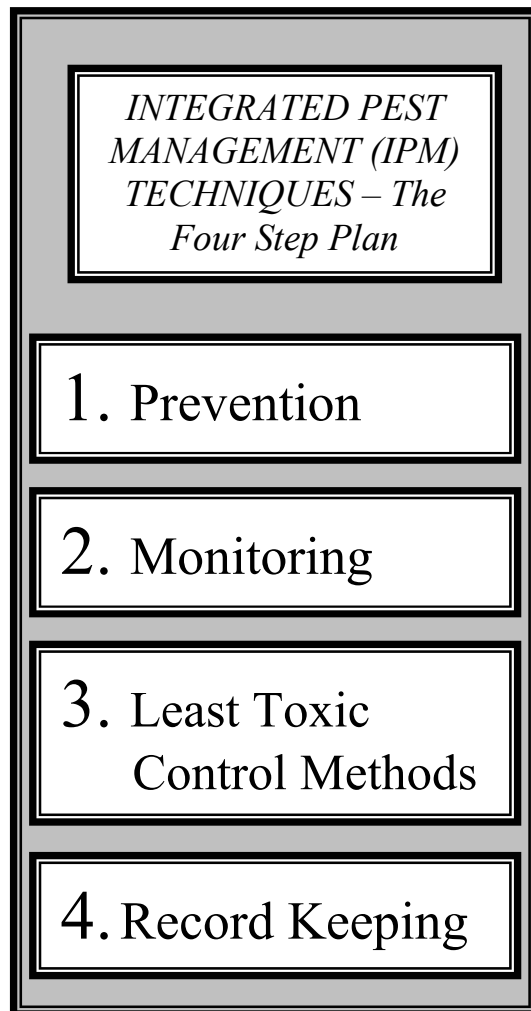 INTEGRATED PEST
MANAGEMENT (IPM)
TECHNIQUES – The
Four Step Plan
1. Prevention
2. Monitoring
3. Least Toxic
Control Methods
4. Record Keeping